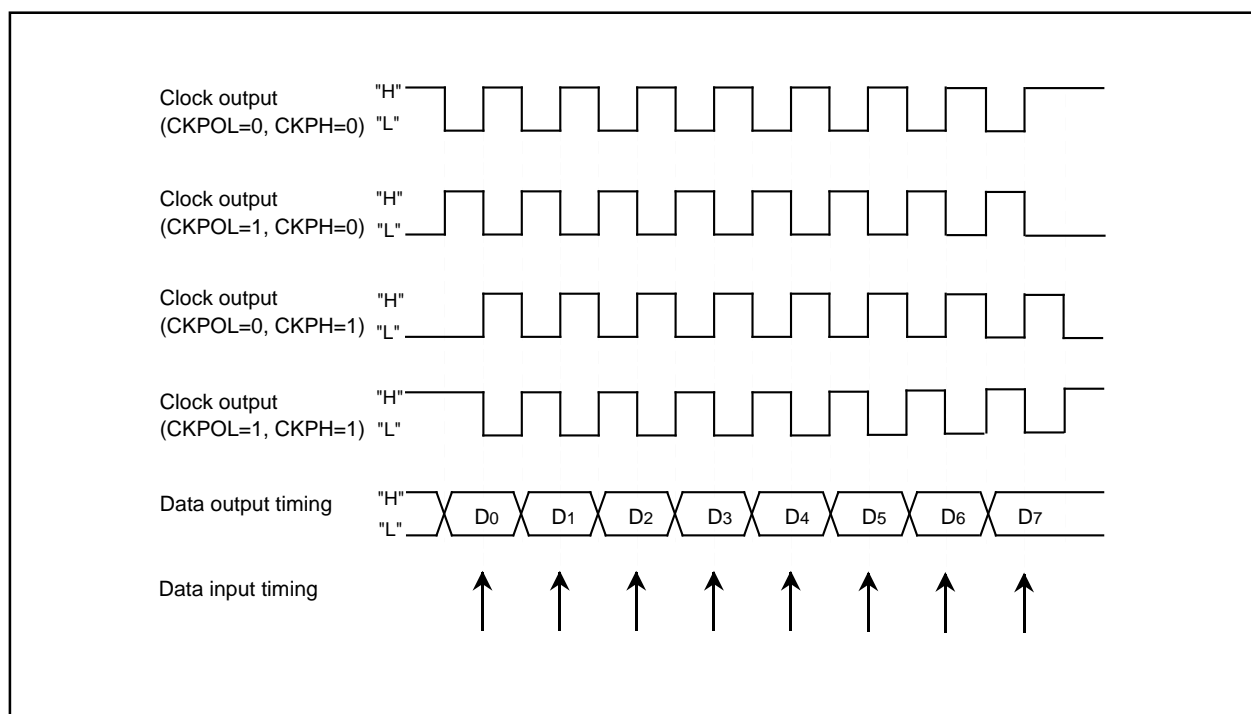 Clock output
(CKPOL=0, CKPH=0)
"H"
"L"
Clock output
(CKPOL=1, CKPH=0)
"H"
"L"
Clock output
(CKPOL=0, CKPH=1)
"H"
"L"
Clock output
(CKPOL=1, CKPH=1)
"H"
"L"
Data output timing
"H"
"L"
D0 D1 D2 D3 D4 D5 D6 D7
Data input timing